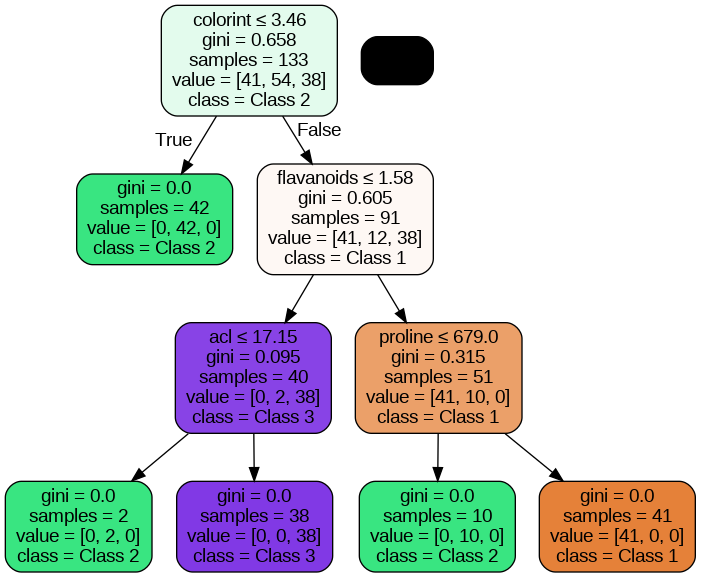 colorint ≤ 3.46
gini = 0.658
samples = 133
value = [41, 54, 38]
class = Class 2
True
False
gini = 0.0
samples = 42
value = [0, 42, 0]
class = Class 2
flavanoids ≤ 1.58
gini = 0.605
samples = 91
value = [41, 12, 38]
class = Class 1
acl ≤ 17.15
gini = 0.095
samples = 40
value = [0, 2, 38]
class = Class 3
proline ≤ 679.0
gini = 0.315
samples = 51
value = [41, 10, 0]
class = Class 1
gini = 0.0
samples = 2
value = [0, 2, 0]
class = Class 2
gini = 0.0
samples = 38
value = [0, 0, 38]
class = Class 3
gini = 0.0
samples = 10
value = [0, 10, 0]
class = Class 2
gini = 0.0
samples = 41
value = [41, 0, 0]
class = Class 1